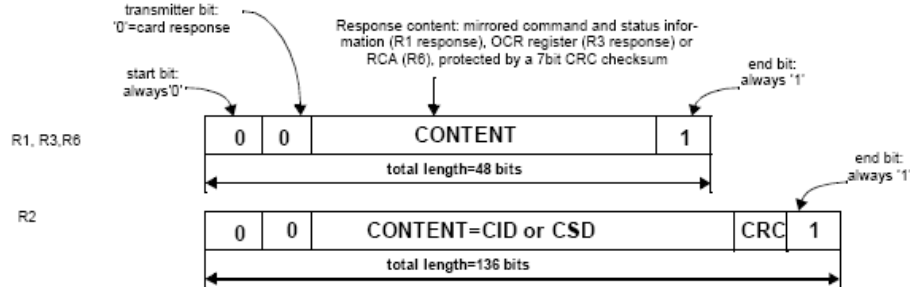 transmitter bit:
'0'=card response
Response content: mirrored command and status infor-
mation (R1 response), OCR register (R3 response) or
RCA (R6), protected by a 7bit CRC checksum
start bit:
always'0'
end bit:
always '1'
R1, R3,R6
0 0 CONTENT 1
total length=48 bits
end bit:
always '1'
R2
0 0 CONTENT=CID or CSD CRC 1
total length=136 bits